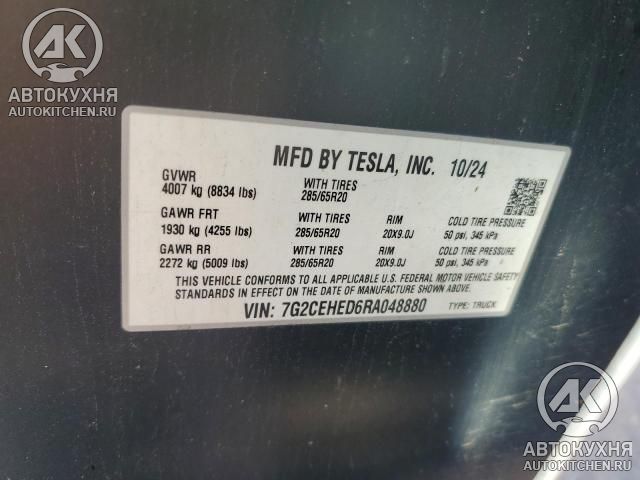 АК
АВТОКУХНЯ
AUTOKITCHEN.RU
MFD BY TESLA, INC. 10/24
GVWR
4007 kg (8834 lbs)
WITH TIRES
285/65R20
GAWR FRT
1930 kg (4255 lbs)
WITH TIRES
285/65R20
RIM
20X9.0J
COLD TIRE PRESSURE
50 psi, 345 kPa
GAWR RR
2272 kg (5009 lbs)
WITH TIRES
285/65R20
RIM
20X9.0J
COLD TIRE PRESSURE
50 psi, 345 kPa
THIS VEHICLE CONFORMS TO ALL APPLICABLE U.S. FEDERAL MOTOR VEHICLE SAFETY
STANDARDS IN EFFECT ON THE DATE OF MANUFACTURE SHOWN ABOVE.
VIN: 7G2CEHED6RA048880
TYPE: TRUCK
АК
АВТОКУХНЯ
AUTOKITCHEN.RU